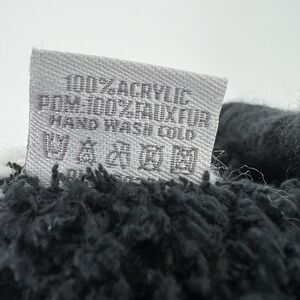 100% ACRYLIC
POM:100% FAUX FUR
HAND WASH COLD